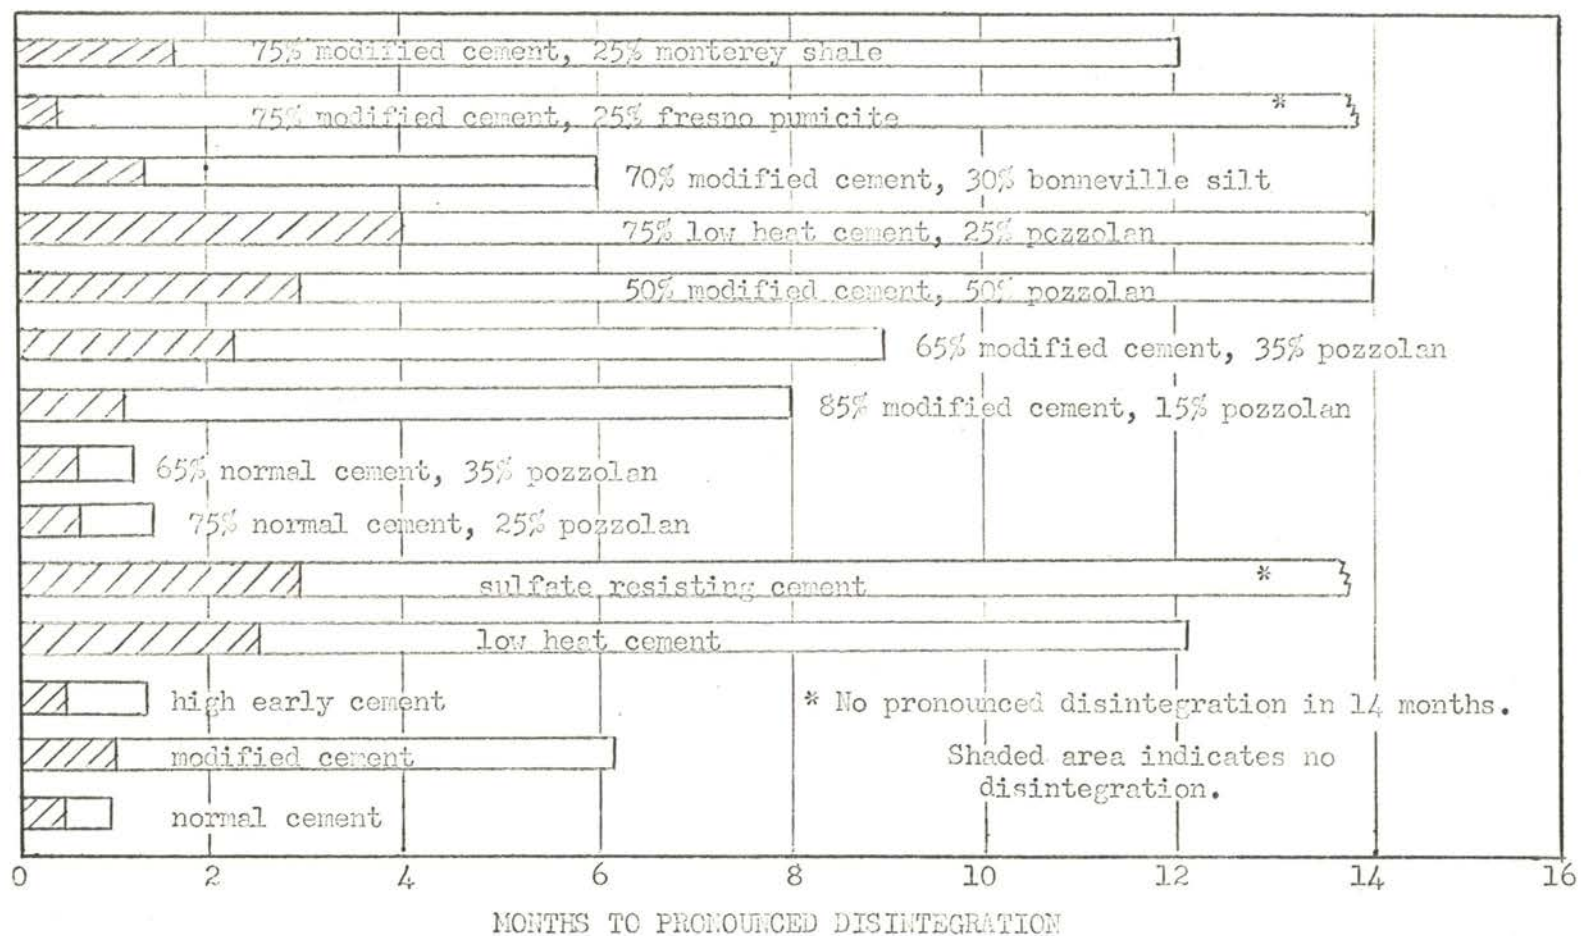 75% modified cement, 25% monterey shale
*
75% modified cement, 25% fresno pumicite
70% modified cement, 30% bonneville silt
75% low heat cement, 25% pozzolan
50% modified cement, 50% pozzolan
65% modified cement, 35% pozzolan
85% modified cement, 15% pozzolan
65% normal cement, 35% pozzolan
75% normal cement, 25% pozzolan
*
sulfate resisting cement
low heat cement
high early cement
* No pronounced disintegration in 14 months.
modified cement
Shaded area indicates no
disintegration.
normal cement
0 2 4 6 8 10 12 14 16
MONTHS TO PRONOUNCED DISINTEGRATION